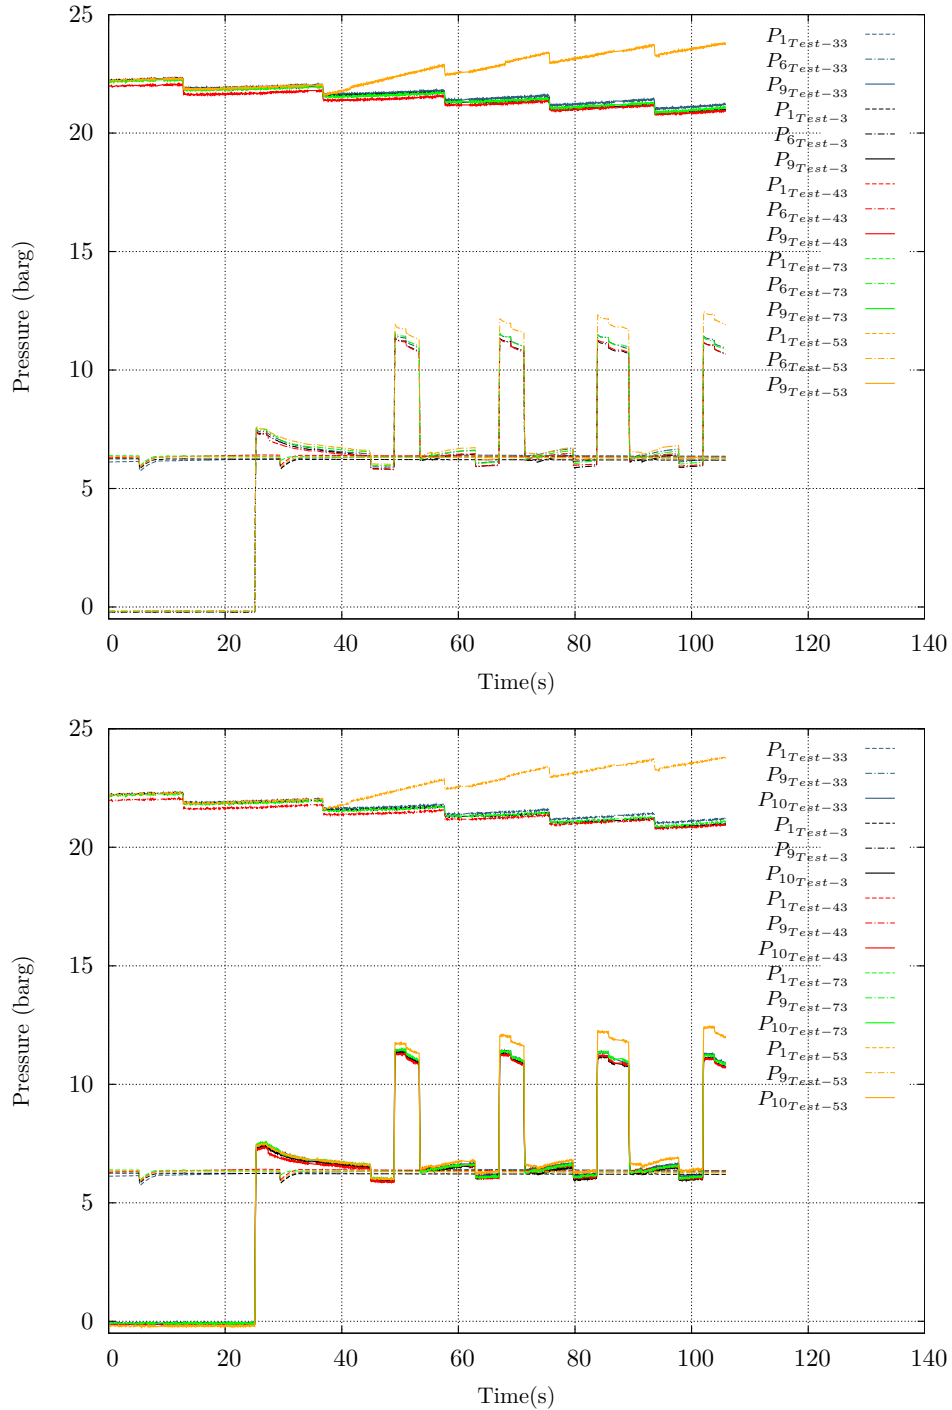 25
20
15
10
5
0
0 20 40 60 80 100 120 140
Pressure (barg)
Time(s)
P1Test−33
P6Test−33
P9Test−33
P1Test−3
P6Test−3
P9Test−3
P1Test−43
P6Test−43
P9Test−43
P1Test−73
P6Test−73
P9Test−73
P1Test−53
P6Test−53
P9Test−53
25
20
15
10
5
0
0 20 40 60 80 100 120 140
Pressure (barg)
Time(s)
P1Test−33
P9Test−33
P10Test−33
P1Test−3
P9Test−3
P10Test−3
P1Test−43
P9Test−43
P10Test−43
P1Test−73
P9Test−73
P10Test−73
P1Test−53
P9Test−53
P10Test−53